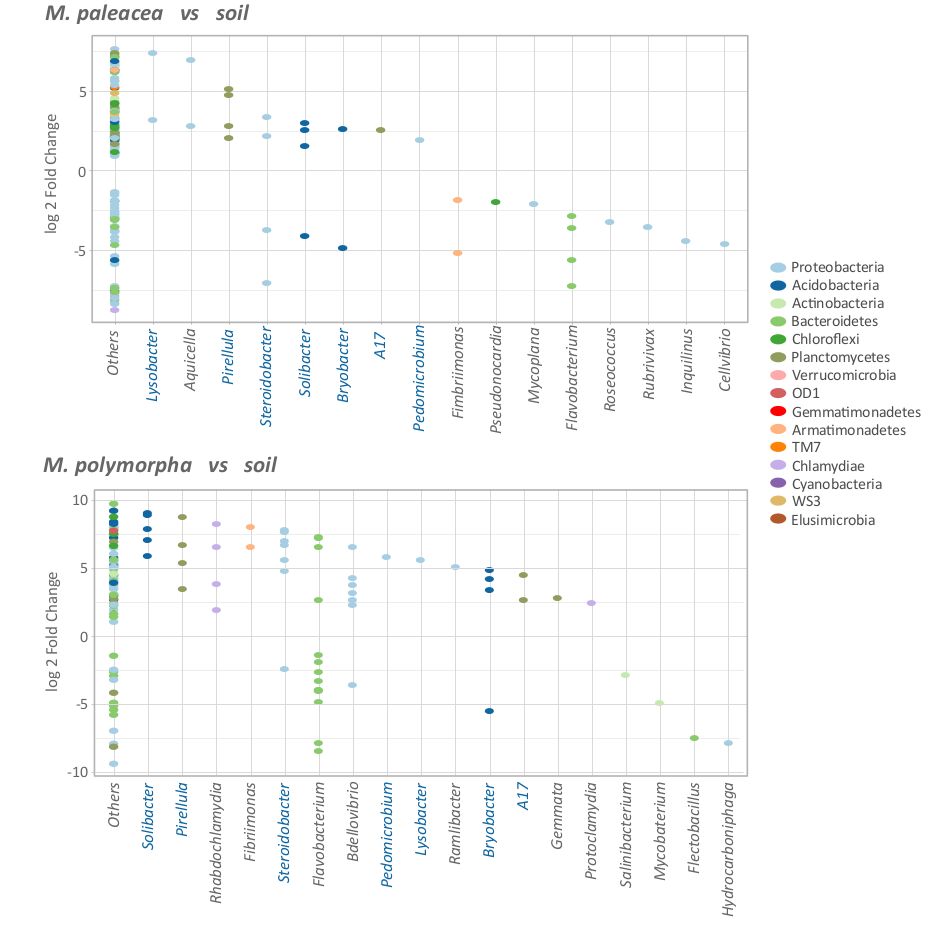 M. paleacea vs soil
log 2 Fold Change
5
0
-5
Others
Lysobacter
Aquicella
Pirellula
Steroidobacter
Solibacter
Bryobacter
A17
Pedomicrobium
Fimbriimonas
Pseudonocardia
Mycoplana
Flavobacterium
Roseococcus
Rubrivivax
Inquilinus
Cellvibrio
Proteobacteria
Acidobacteria
Actinobacteria
Bacteroidetes
Chloroflexi
Planctomycetes
Verrucomicrobia
OD1
Gemmatimonadetes
Armatimonadetes
TM7
Chlamydiae
Cyanobacteria
WS3
Elusimicrobia
M. polymorpha vs soil
log 2 Fold Change
10
5
0
-5
-10
Others
Solibacter
Pirellula
Rhabdochlamydia
Fibriimonas
Steroidobacter
Flavobacterium
Bdellovibrio
Pedomicrobium
Lysobacter
Ramlibacter
Bryobacter
A17
Gemmata
Protoclamydia
Salinibacterium
Mycobaterium
Flectobacillus
Hydrocarboniphaga